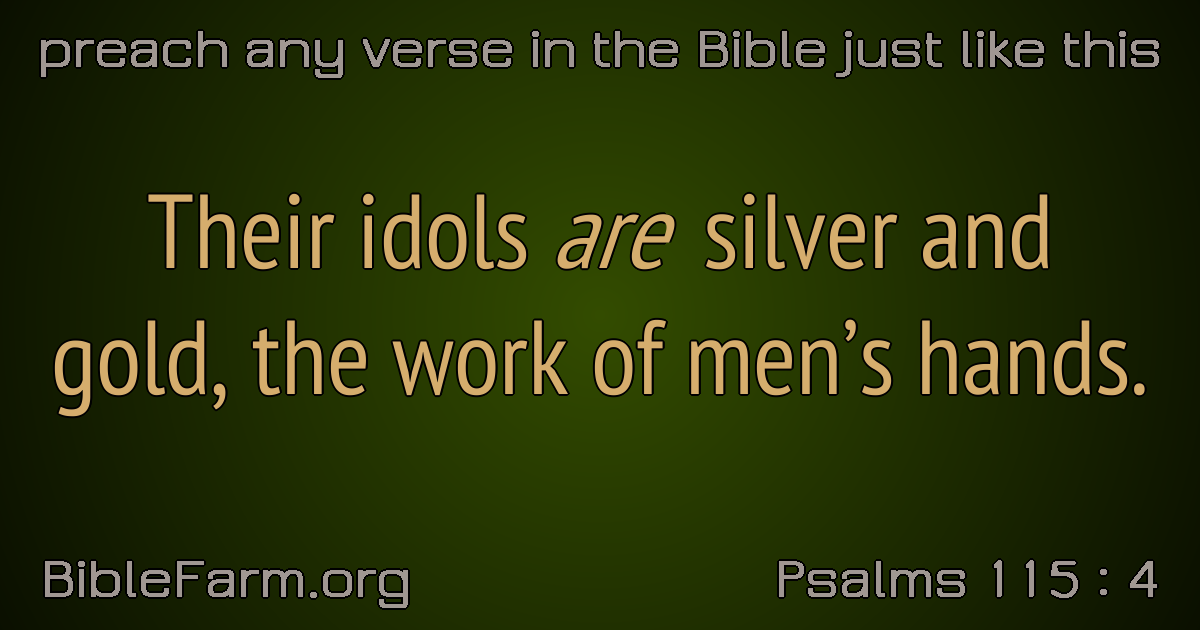 preach any verse in the Bible just like this
Their idols are silver and
gold, the work of men’s hands.
BibleFarm.org
Psalms 115 : 4